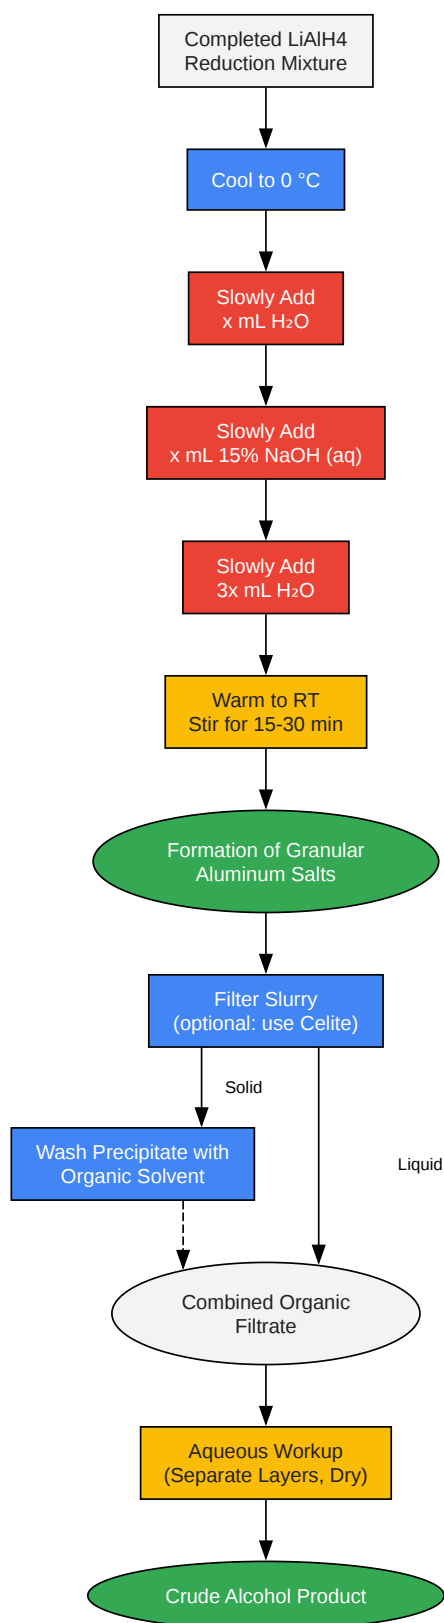 Completed LiAlH4
Reduction Mixture
Cool to 0 °C
Slowly Add
x mL H₂O
Slowly Add
x mL 15% NaOH (aq)
Slowly Add
3x mL H₂O
Warm to RT
Stir for 15-30 min
Formation of Granular
Aluminum Salts
Filter Slurry
(optional: use Celite)
Solid
Wash Precipitate with
Organic Solvent
Liquid
Combined Organic
Filtrate
Aqueous Workup
(Separate Layers, Dry)
Crude Alcohol Product